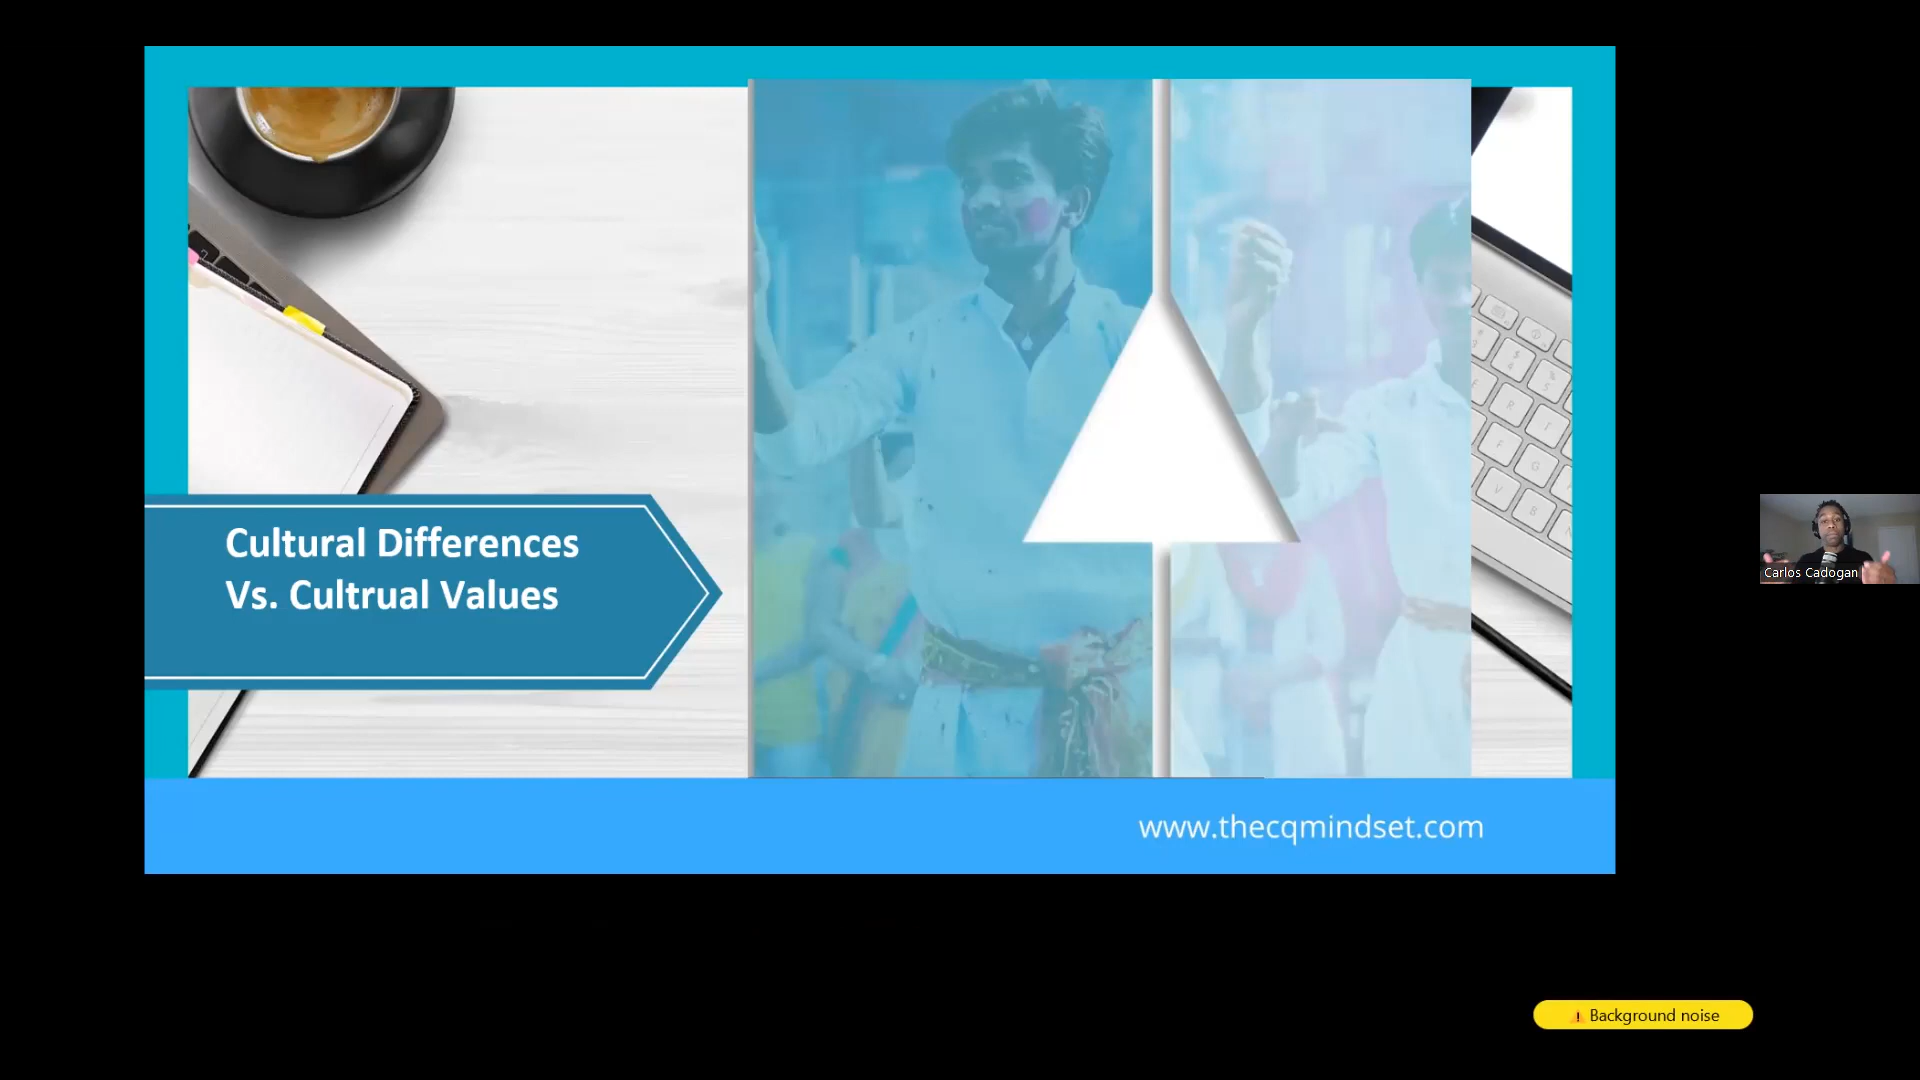 Cultural Differences
Vs. Cultrual Values
www.thecqmindset.com
Carlos Cadogan
Background noise